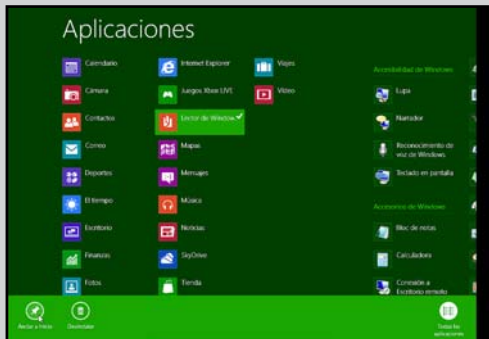 Aplicaciones
Calendario
Cámara
Contactos
Correo
Deportes
El tiempo
Escritorio
Finanzas
Fotos
Internet Explorer
Juegos Xbox LIVE
Lector de Windows
Mapas
Mensajes
Música
Noticias
SkyDrive
Tienda
Viajes
Vídeo
Accesibilidad de Windows
Lupa
Narrador
Reconocimiento de
voz de Windows
Teclado en pantalla
Accesorios de Windows
Bloc de notas
Calculadora
Conexión a
Escritorio remoto
Anclar a Inicio
Desinstalar
Todas las
aplicaciones